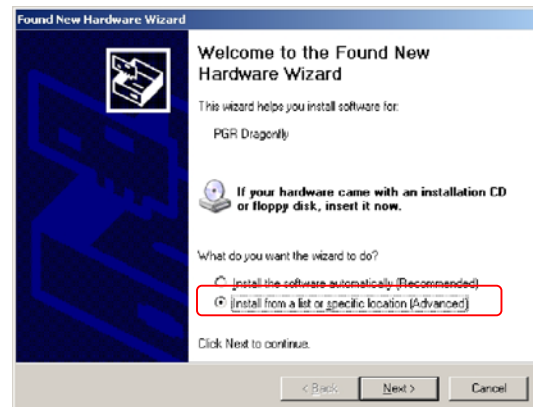 Found New Hardware Wizard
Welcome to the Found New
Hardware Wizard
This wizard helps you install software for:
PGR Dragonfly
If your hardware came with an installation CD
or floppy disk, insert it now.
What do you want the wizard to do?
Install the software automatically (Recommended)
Install from a list or specific location (Advanced)
Click Next to continue.
< Back
Next >
Cancel